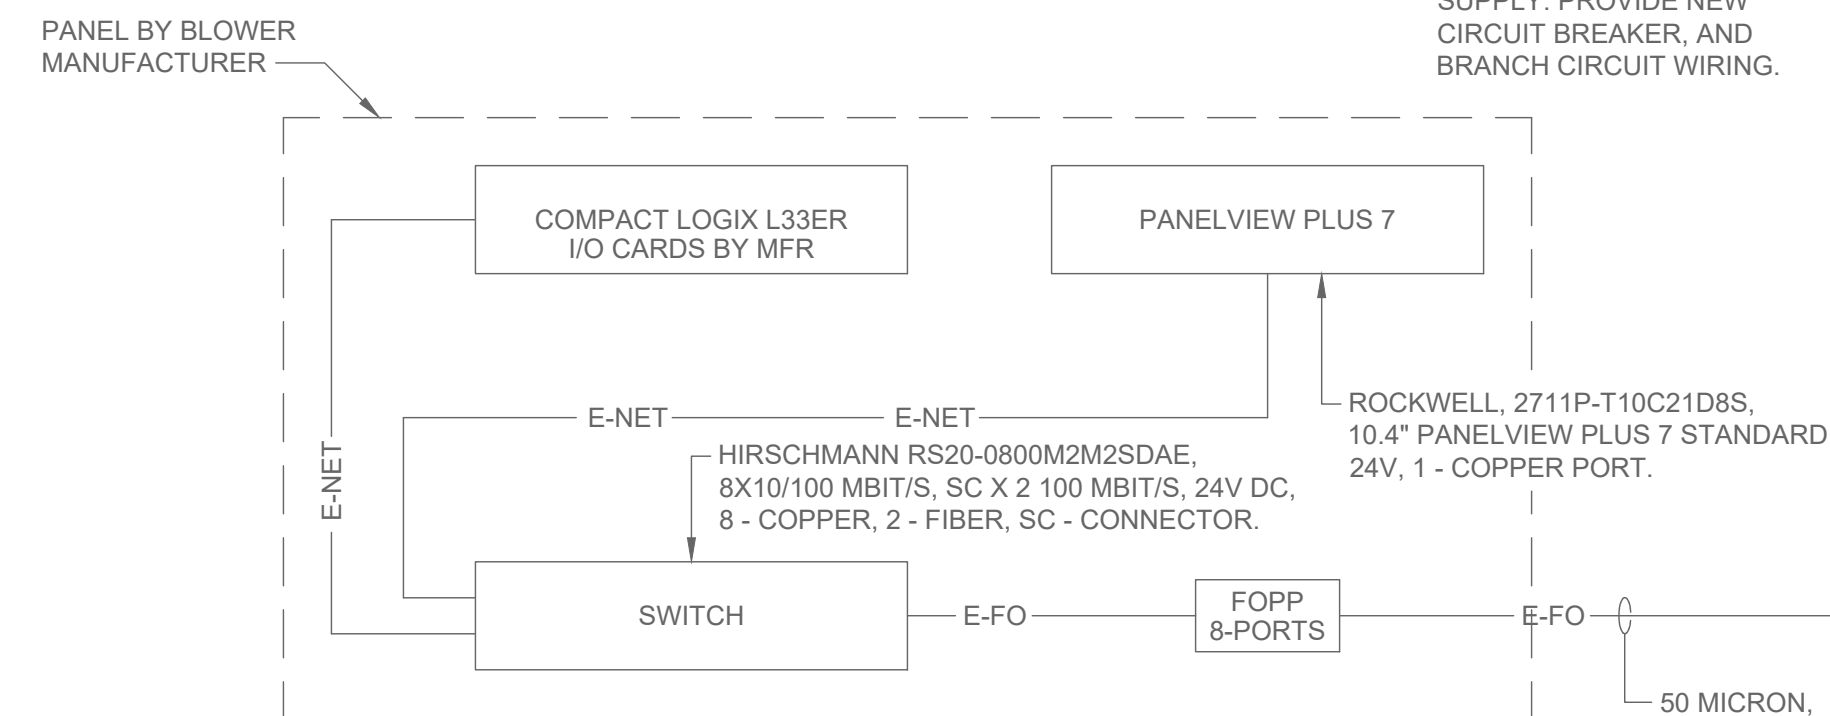 PANEL BY BLOWER
MANUFACTURER
SUPPLY. PROVIDE NEW
CIRCUIT BREAKER, AND
BRANCH CIRCUIT WIRING.
COMPACT LOGIX L33ER
I/O CARDS BY MFR
PANELVIEW PLUS 7
E-NET
E-NET
E-NET
ROCKWELL, 2711P-T10C21D8S,
10.4" PANELVIEW PLUS 7 STANDARD
24V, 1 - COPPER PORT.
HIRSCHMANN RS20-0800M2M2SDAE,
8X10/100 MBIT/S, SC X 2 100 MBIT/S, 24V DC,
8 - COPPER, 2 - FIBER, SC - CONNECTOR.
SWITCH
E-FO
FOPP
8-PORTS
E-FO
50 MICRON,